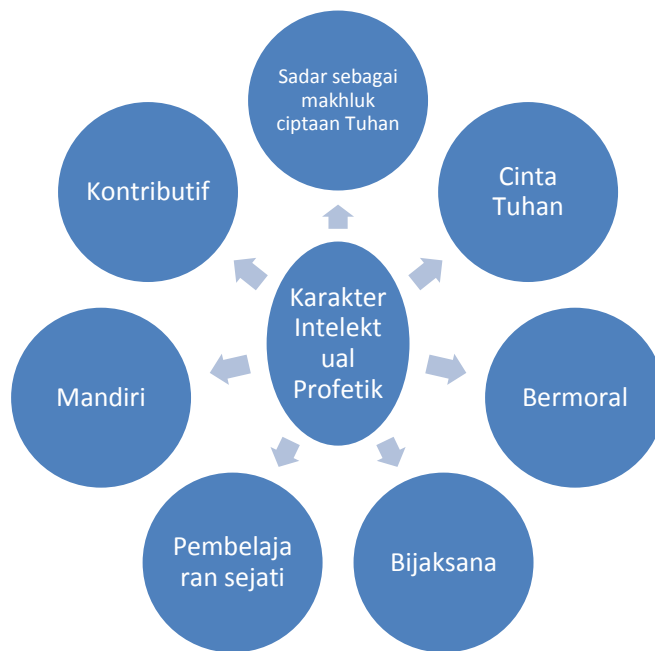 Sadar sebagai
makhluk
ciptaan Tuhan
Cinta
Tuhan
Bermoral
Bijaksana
Pembelaja
ran sejati
Mandiri
Kontributif
Karakter
Intelekt
ual
Profetik